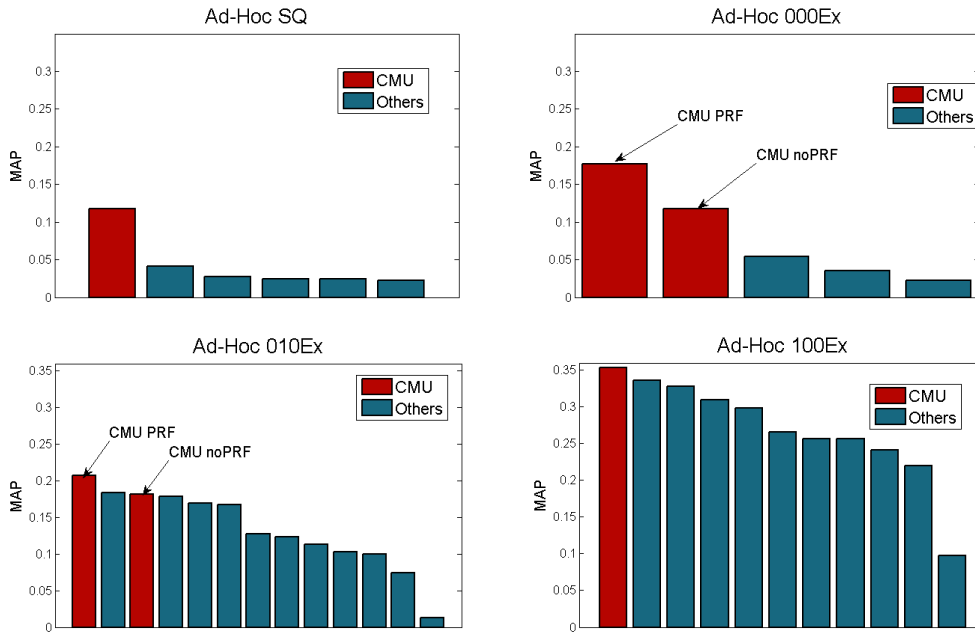 Ad-Hoc SQ
0.3
0.25
0.2
0.15
0.1
0.05
0
MAP
CMU
Others
Ad-Hoc 000Ex
0.3
0.25
0.2
0.15
0.1
0.05
0
MAP
CMU
Others
CMU PRF
CMU noPRF
Ad-Hoc 010Ex
0.35
0.3
0.25
0.2
0.15
0.1
0.05
0
MAP
CMU
Others
CMU PRF
CMU noPRF
Ad-Hoc 100Ex
0.35
0.3
0.25
0.2
0.15
0.1
0.05
0
MAP
CMU
Others